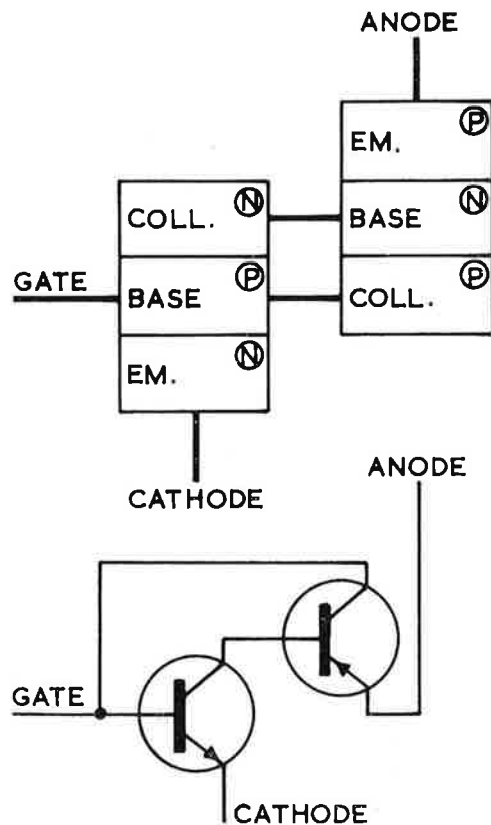 ANODE
EM. P
COLL. N
BASE N
GATE
BASE P
COLL. P
EM. N
CATHODE
ANODE
GATE
CATHODE